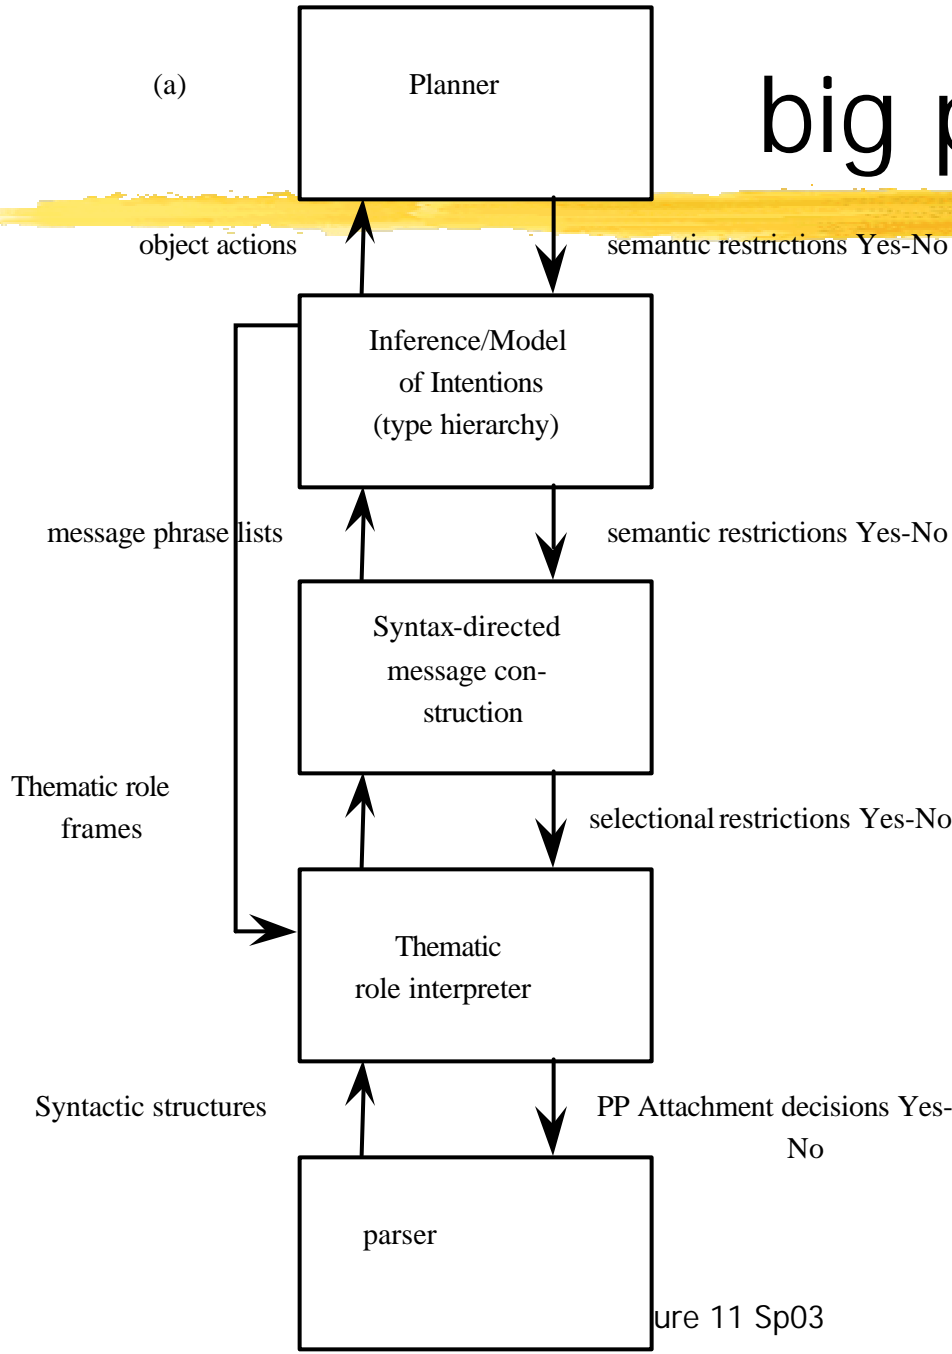 (a)
Planner
big
object actions
semantic restrictions Yes-No
Inference/Model
of Intentions
(type hierarchy)
message phrase lists
semantic restrictions Yes-No
Syntax-directed
message con-
struction
Thematic role
frames
selectional restrictions Yes-No
Thematic
role interpreter
Syntactic structures
PP Attachment decisions Yes-
No
parser
ure 11 Sp03